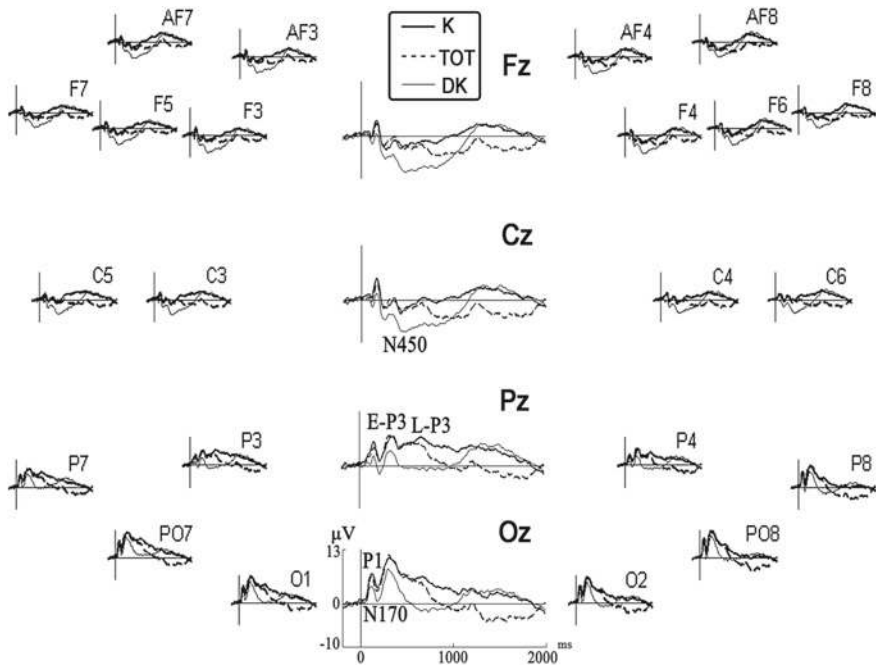 AF7
AF3
K
TOT
DK
Fz
AF4
AF8
F7
F5
F3
F4
F6
F8
Cz
C5
C3
C4
C6
N450
Pz
E-P3 L-P3
P7
P3
P4
P8
Oz
PO7
PO8
µV
13
P1
O1
O2
0
N170
-10
0 1000 2000 ms